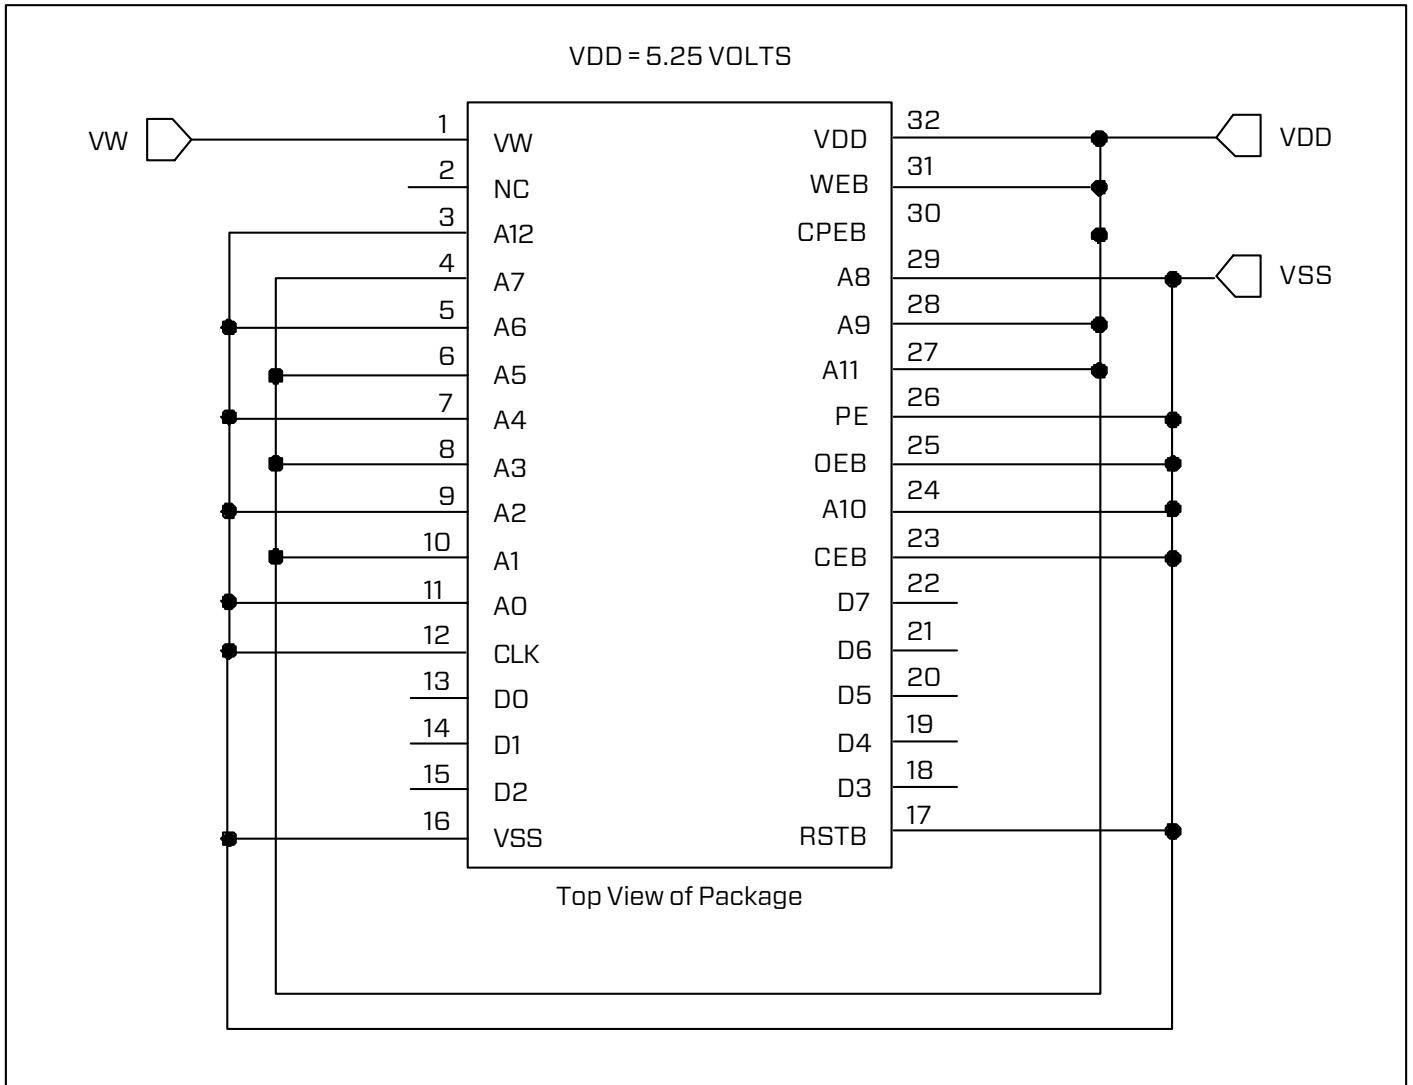 VDD = 5.25 VOLTS
VW
1
VW
2
NC
3
A12
4
A7
5
A6
6
A5
7
A4
8
A3
9
A2
10
A1
11
A0
12
CLK
13
D0
14
D1
15
D2
16
VSS
32
VDD
VDD
31
WEB
30
CPEB
29
A8
VSS
28
A9
27
A11
26
PE
25
OEB
24
A10
23
CEB
22
D7
21
D6
20
D5
19
D4
18
D3
17
RSTB
Top View of Package